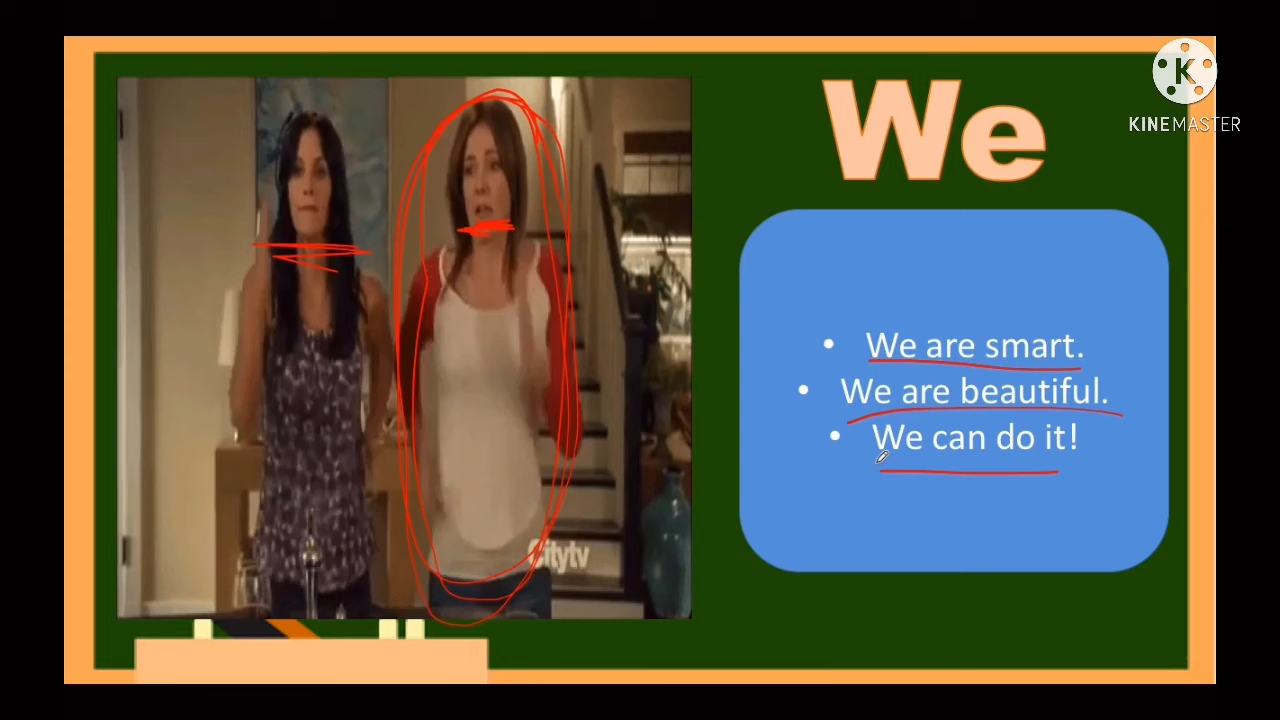 We
K
KINEMASTER
• We are smart.
• We are beautiful.
• We can do it!
Citytv